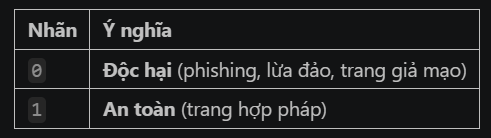 Nhãn Ý nghĩa
0 Độc hại (phishing, lừa đảo, trang giả mạo)
1 An toàn (trang hợp pháp)